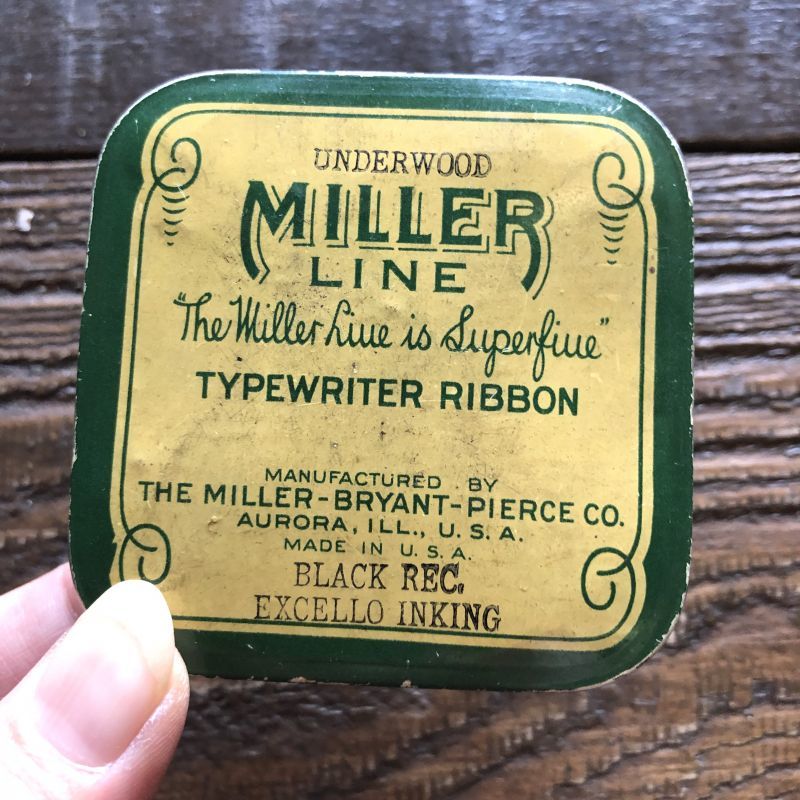 UNDERWOOD
MILLER
LINE
"The Miller Line is Superfine"
TYPEWRITER RIBBON
MANUFACTURED BY
THE MILLER-BRYANT-PIERCE CO.
AURORA, ILL., U.S.A.
MADE IN U.S.A.
BLACK REC.
EXCELLO INKING